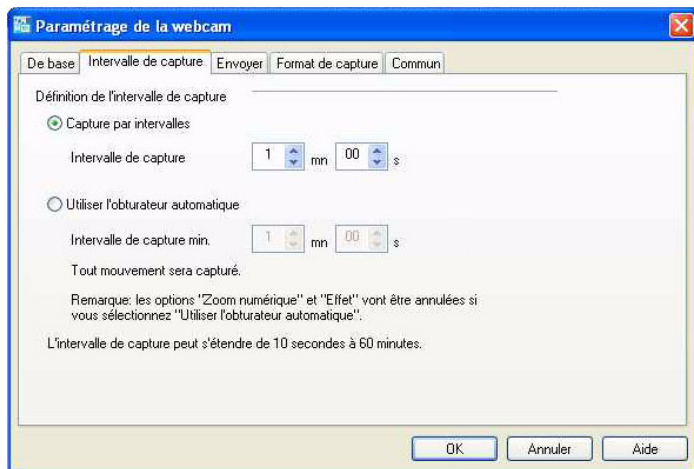 Paramétrage de la webcam
De base Intervalle de capture Envoyer Format de capture Commun
Définition de l'intervalle de capture
Capture par intervalles
Intervalle de capture 1 mn 00 s
Utiliser l'obturateur automatique
Intervalle de capture min. 1 mn 00 s
Tout mouvement sera capturé.
Remarque: les options "Zoom numérique" et "Effet" vont être annulées si
vous sélectionnez "Utiliser l'obturateur automatique".
L'intervalle de capture peut s'étendre de 10 secondes à 60 minutes.
OK Annuler Aide